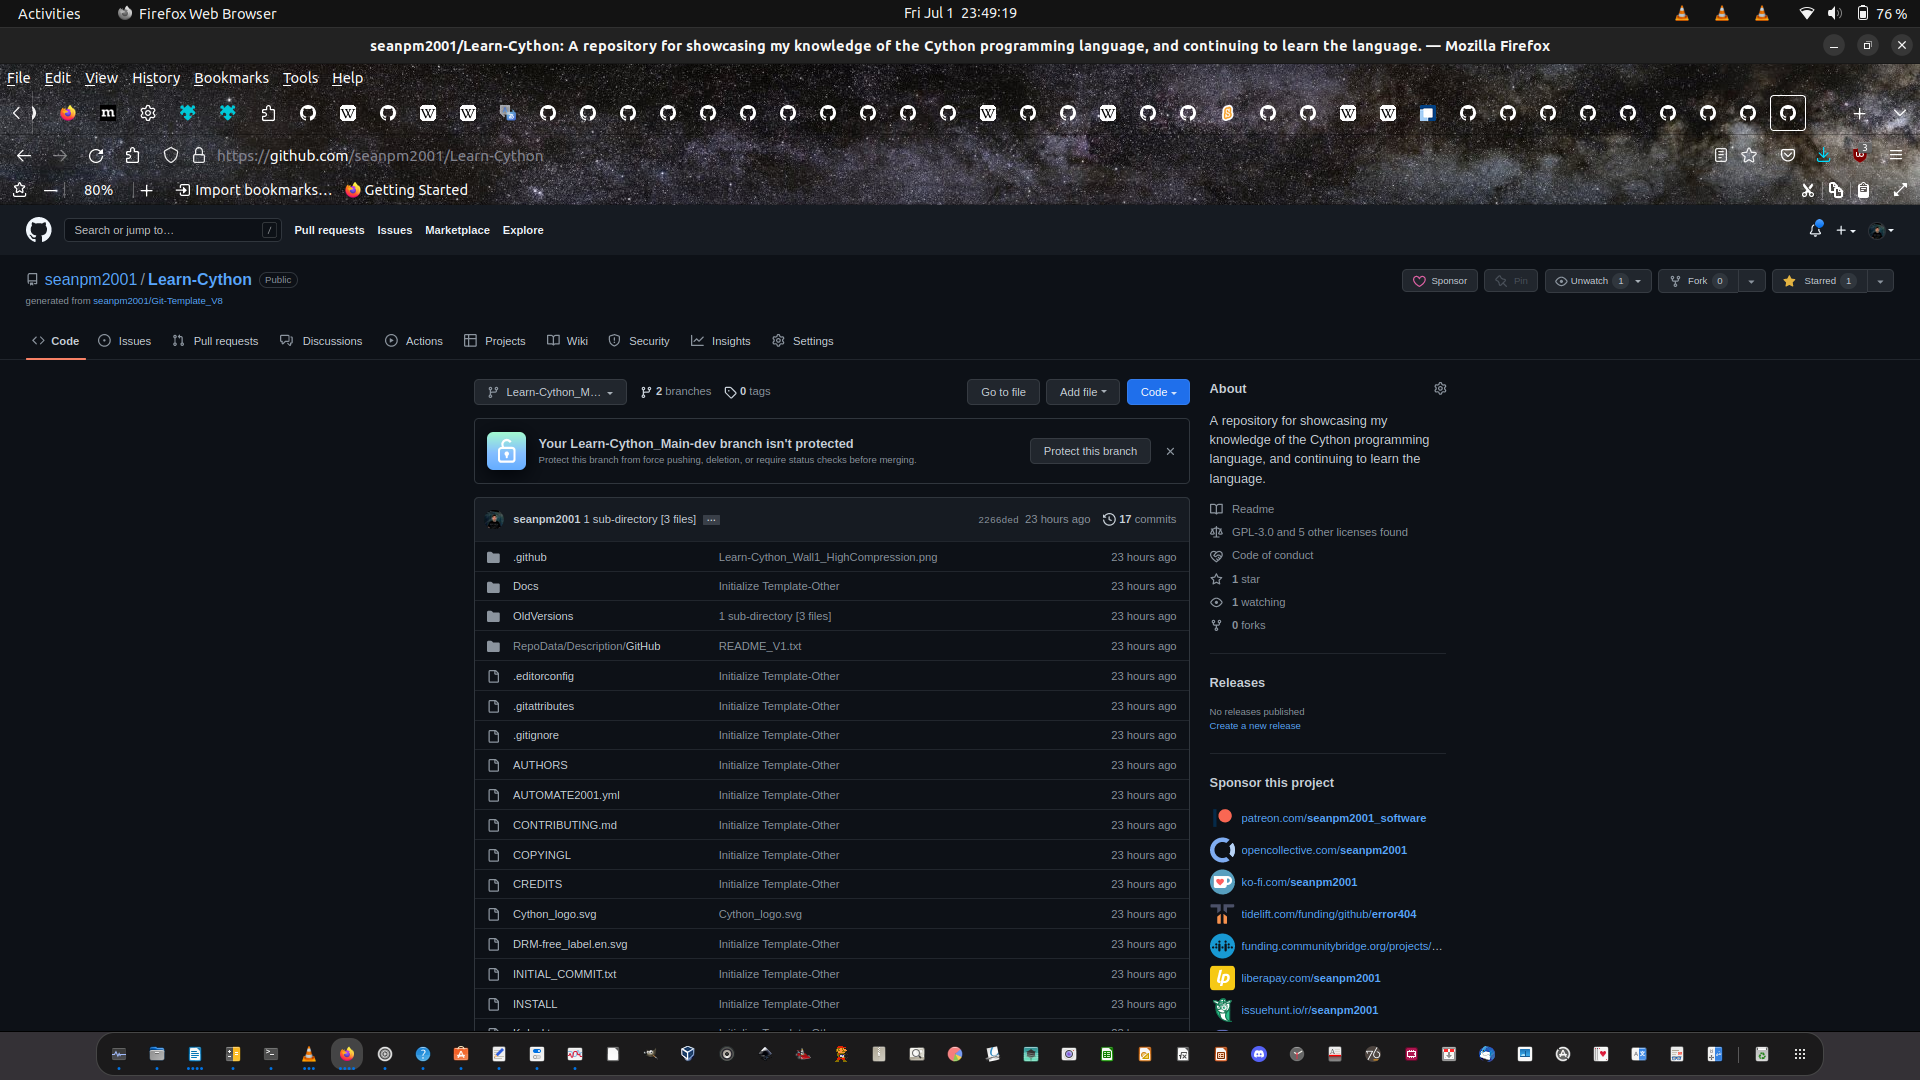 Activities
Firefox Web Browser
Fri Jul 1 23:49:19
76 %
seanpm2001/Learn-Cython: A repository for showcasing my knowledge of the Cython programming language, and continuing to learn the language. — Mozilla Firefox
File Edit View History Bookmarks Tools Help
https://github.com/seanpm2001/Learn-Cython
3
80%
Import bookmarks…
Getting Started
Search or jump to…
/
Pull requests Issues Marketplace Explore
seanpm2001 / Learn-Cython Public
generated from seanpm2001/Git-Template_V8
Sponsor
Pin
Unwatch 1
Fork 0
Starred 1
Code
Issues
Pull requests
Discussions
Actions
Projects
Wiki
Security
Insights
Settings
Learn-Cython_M…
2 branches
0 tags
Go to file
Add file
Code
Your Learn-Cython_Main-dev branch isn't protected
Protect this branch from force pushing, deletion, or require status checks before merging.
Protect this branch
seanpm2001 1 sub-directory [3 files] …
2266ded 23 hours ago 17 commits
.github Learn-Cython_Wall1_HighCompression.png 23 hours ago
Docs Initialize Template-Other 23 hours ago
OldVersions 1 sub-directory [3 files] 23 hours ago
RepoData/Description/GitHub README_V1.txt 23 hours ago
.editorconfig Initialize Template-Other 23 hours ago
.gitattributes Initialize Template-Other 23 hours ago
.gitignore Initialize Template-Other 23 hours ago
AUTHORS Initialize Template-Other 23 hours ago
AUTOMATE2001.yml Initialize Template-Other 23 hours ago
CONTRIBUTING.md Initialize Template-Other 23 hours ago
COPYINGL Initialize Template-Other 23 hours ago
CREDITS Initialize Template-Other 23 hours ago
Cython_logo.svg Cython_logo.svg 23 hours ago
DRM-free_label.en.svg Initialize Template-Other 23 hours ago
INITIAL_COMMIT.txt Initialize Template-Other 23 hours ago
INSTALL Initialize Template-Other 23 hours ago
About
A repository for showcasing my
knowledge of the Cython programming
language, and continuing to learn the
language.
Readme
GPL-3.0 and 5 other licenses found
Code of conduct
1 star
1 watching
0 forks
Releases
No releases published
Create a new release
Sponsor this project
patreon.com/seanpm2001_software
opencollective.com/seanpm2001
ko-fi.com/seanpm2001
tidelift.com/funding/github/error404
funding.communitybridge.org/projects/…
liberapay.com/seanpm2001
issuehunt.io/r/seanpm2001